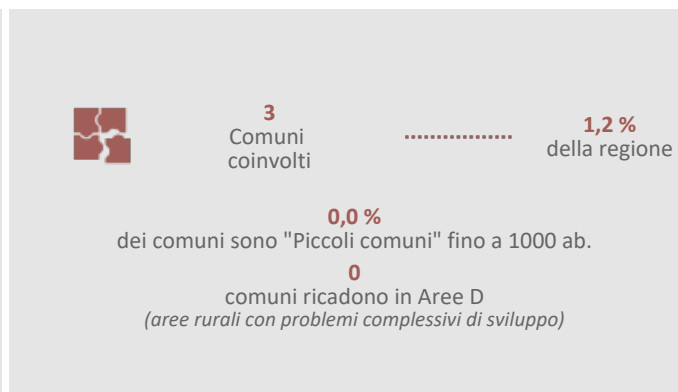 3
Comuni
coinvolti
1,2 %
della regione
0,0 %
dei comuni sono "Piccoli comuni" fino a 1000 ab.
0
comuni ricadono in Aree D
(aree rurali con problemi complessivi di sviluppo)